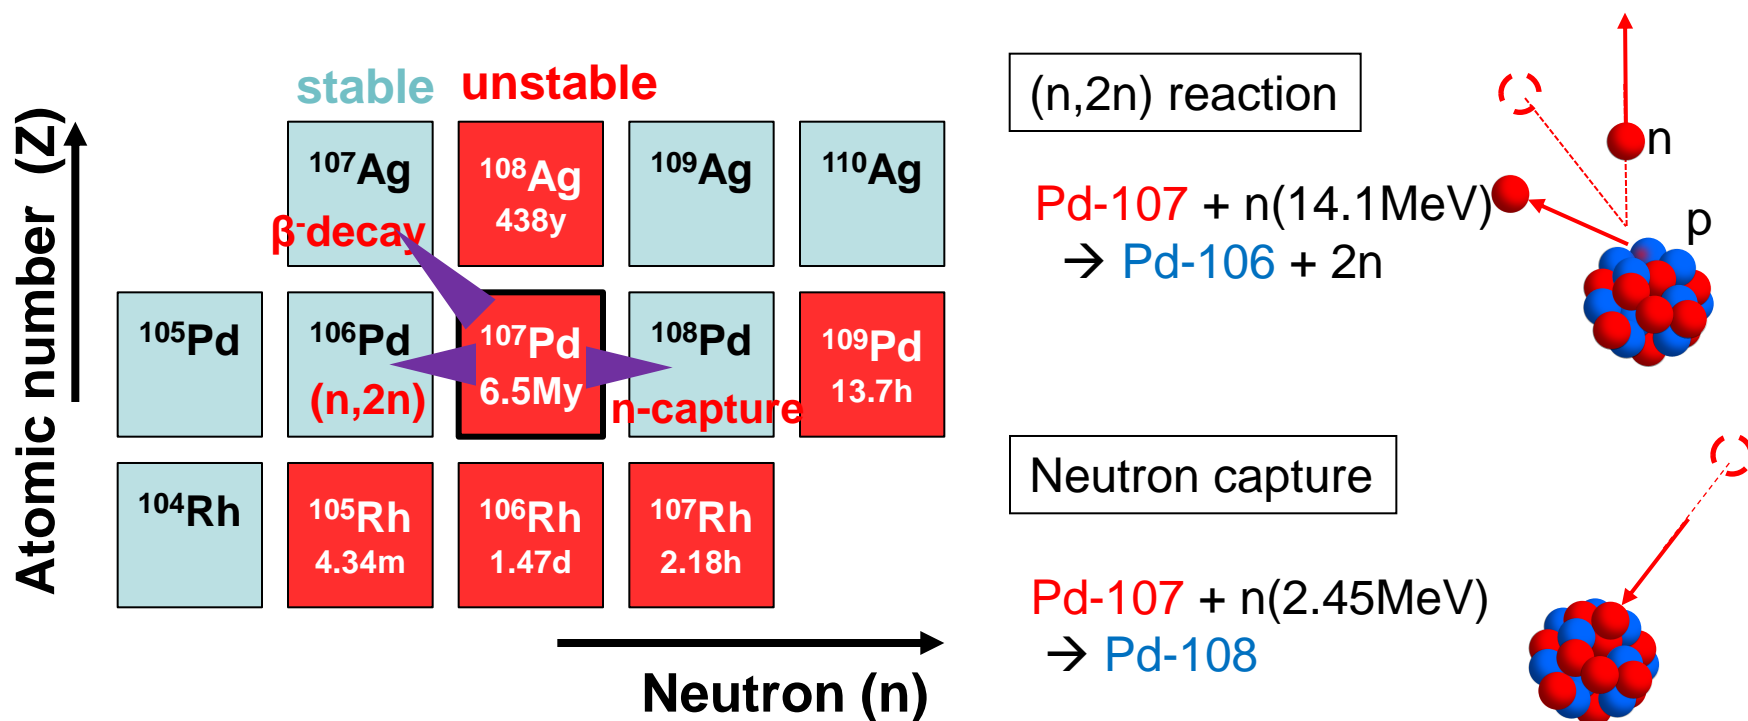 stable unstable
Atomic number (Z)
¹⁰⁷Ag
¹⁰⁸Ag
438y
¹⁰⁹Ag
¹¹⁰Ag
β⁻decay
¹⁰⁵Pd
¹⁰⁶Pd
(n,2n)
¹⁰⁷Pd
6.5My
¹⁰⁸Pd
n-capture
¹⁰⁹Pd
13.7h
¹⁰⁴Rh
¹⁰⁵Rh
4.34m
¹⁰⁶Rh
1.47d
¹⁰⁷Rh
2.18h
Neutron (n)
(n,2n) reaction
Pd-107 + n(14.1MeV)
→ Pd-106 + 2n
n
p
Neutron capture
Pd-107 + n(2.45MeV)
→ Pd-108